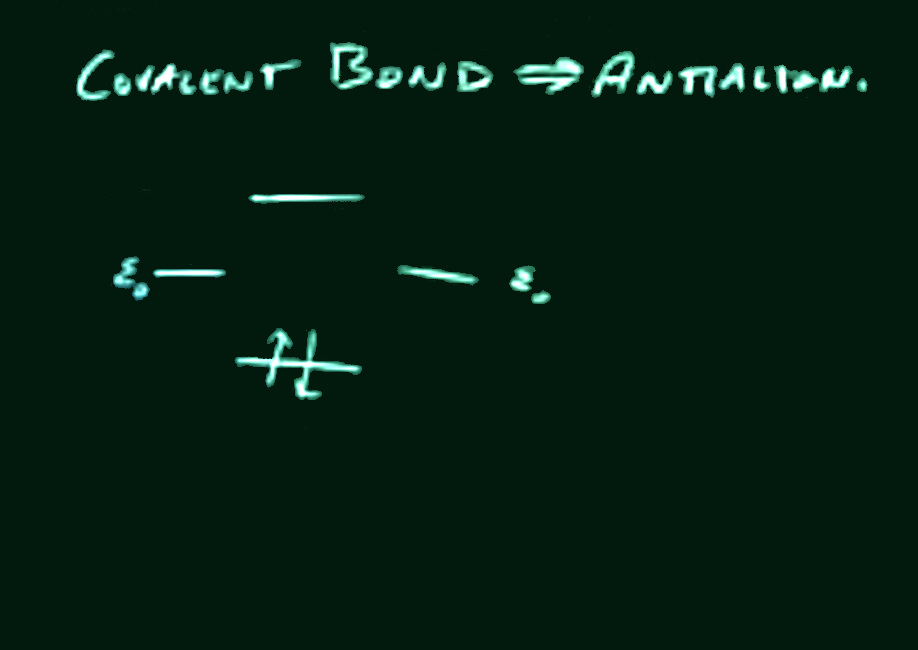 COVALENT BOND ⇒ ANTIALIGN.
ε₀ ε₀